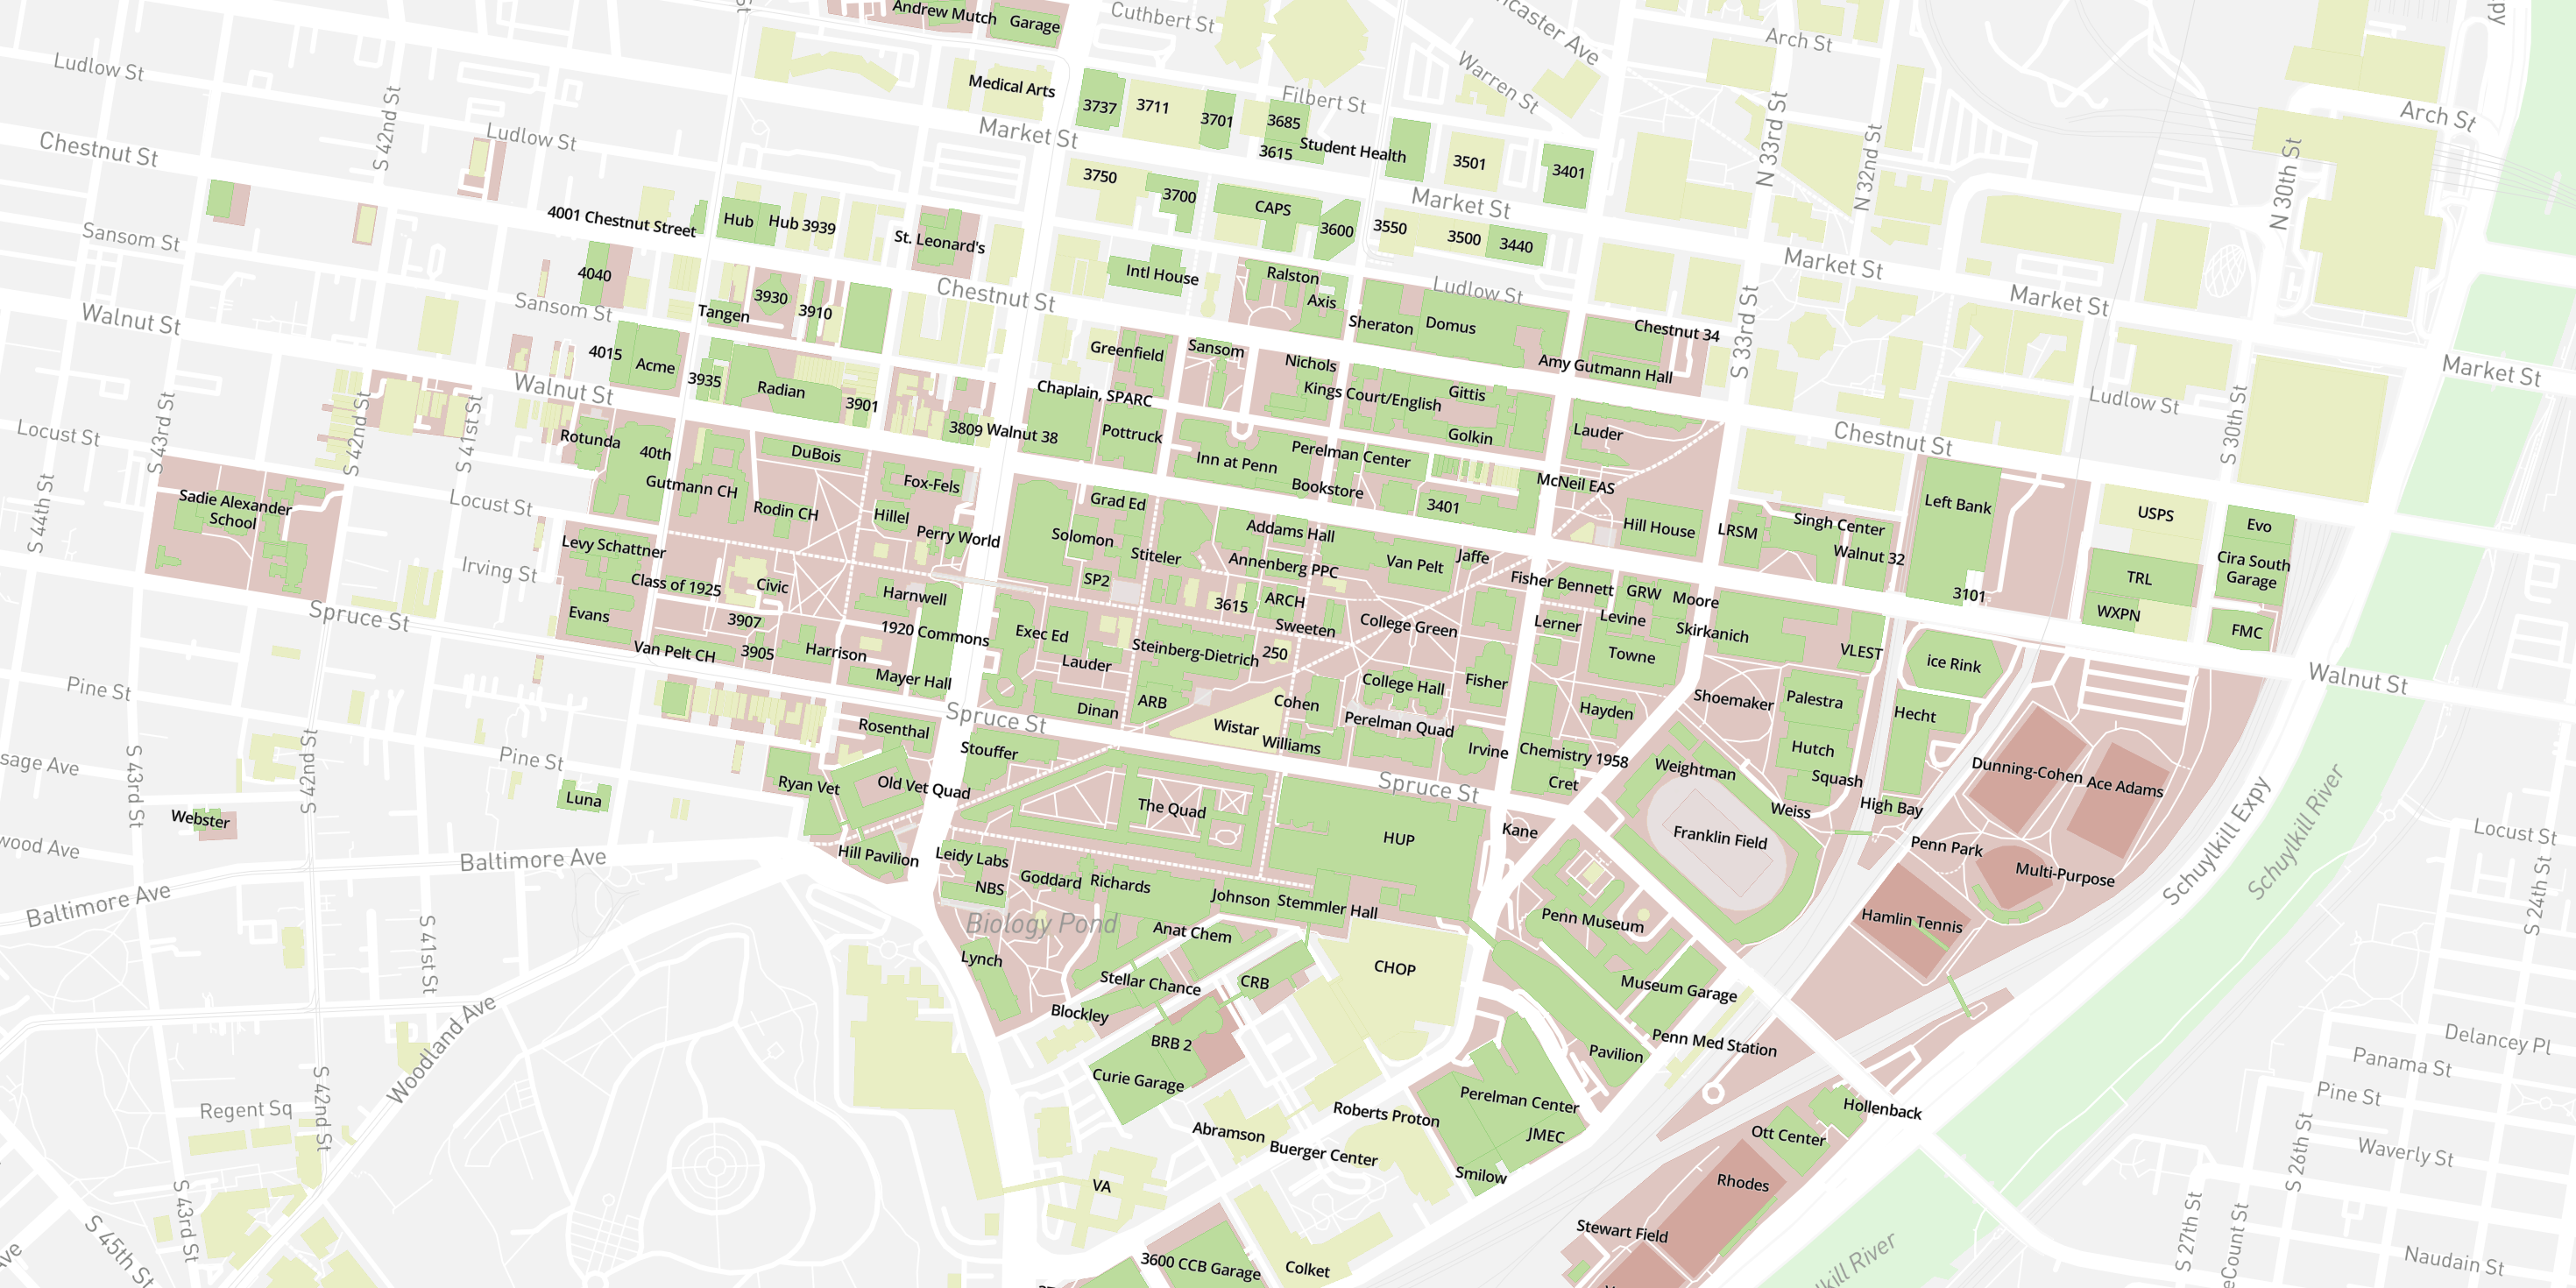 Andrew Mutch
Garage
Cuthbert St
Arch St
Ludlow St
Medical Arts
3737
3711
3701
3685
Filbert St
Warren St
Arch St
S 42nd St
Ludlow St
Market St
Student Health
3615
3501
3401
N 33rd St
N 32nd St
N 30th St
Chestnut St
3750
3700
CAPS
3600
Market St
3550
3500
3440
4001 Chestnut Street
Hub
Hub 3939
St. Leonard's
Sansom St
4040
Intl House
Ralston
Axis
Ludlow St
Market St
Market St
Sansom St
Tangen
3930
3910
Chestnut St
Sheraton
Domus
Chestnut 34
S 33rd St
Walnut St
4015
Acme
3935
Radian
3901
Greenfield
Sansom
Nichols
Amy Gutmann Hall
Market St
Walnut St
Chaplain, SPARC
Kings Court/English
Gittis
Ludlow St
S 30th St
Locust St
S 43rd St
S 42nd St
S 41st St
Rotunda
40th
DuBois
3809
Walnut 38
Pottruck
Golkin
Lauder
Chestnut St
S 44th St
Inn at Penn
Perelman Center
Gutmann CH
Fox-Fels
Bookstore
McNeil EAS
Sadie Alexander
School
Locust St
Rodin CH
Hillel
Grad Ed
3401
Left Bank
USPS
Evo
Perry World
Solomon
Stiteler
Addams Hall
Hill House
LRSM
Singh Center
Levy Schattner
Annenberg PPC
Van Pelt
Jaffe
Walnut 32
Cira South
Garage
Irving St
Class of 1925
Civic
Harnwell
SP2
Fisher Bennett
GRW
Moore
3101
TRL
Spruce St
Evans
3907
1920 Commons
3615
ARCH
Sweeten
College Green
Lerner
Levine
Skirkanich
WXPN
FMC
Exec Ed
Van Pelt CH
3905
Harrison
Lauder
Steinberg-Dietrich
250
Towne
VLEST
ice Rink
Mayer Hall
Walnut St
Pine St
Dinan
ARB
Cohen
College Hall
Fisher
Hayden
Shoemaker
Palestra
Hecht
Rosenthal
Spruce St
Wistar
Perelman Quad
S 43rd St
S 42nd St
Pine St
Stouffer
Williams
Irvine
Chemistry 1958
Hutch
Dunning-Cohen
Ace Adams
Ryan Vet
Old Vet Quad
Spruce St
Cret
Weightman
Squash
Luna
The Quad
Weiss
High Bay
Webster
HUP
Kane
Franklin Field
Penn Park
Schuylkill Expy
Schuylkill River
Locust St
S 24th St
Baltimore Ave
Hill Pavilion
Leidy Labs
NBS
Goddard
Richards
Johnson
Stemmler Hall
Multi-Purpose
Baltimore Ave
Biology Pond
Anat Chem
Penn Museum
Hamlin Tennis
S 41st St
Lynch
Stellar Chance
CRB
CHOP
Museum Garage
Woodland Ave
Blockley
BRB 2
Penn Med Station
Pavilion
Delancey Pl
Panama St
Curie Garage
Pine St
Regent Sq
S 42nd St
Roberts Proton
Perelman Center
JMEC
Hollenback
Ott Center
Abramson
Buerger Center
Waverly St
S 26th St
VA
Smilow
Rhodes
S 43rd St
S 45th St
Stewart Field
S 27th St
3600 CCB Garage
Colket
Naudain St